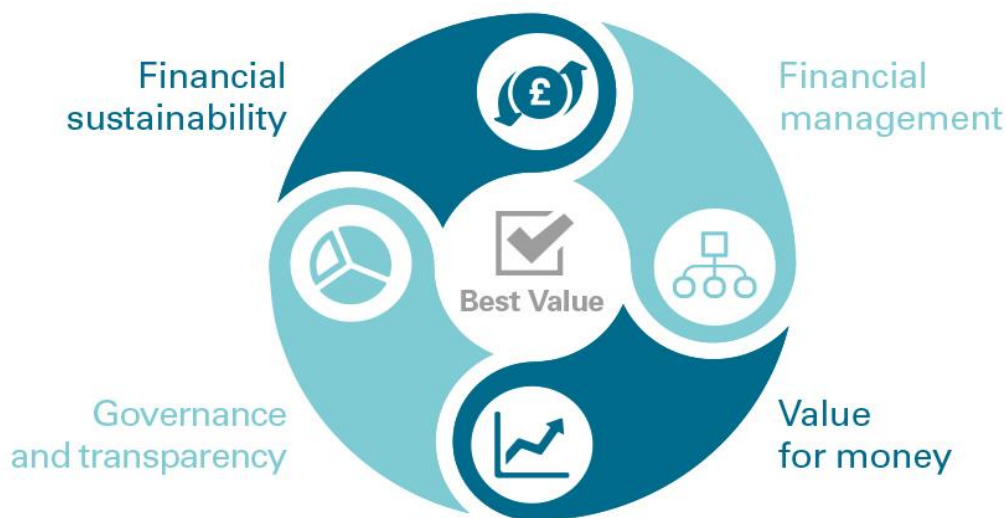 Financial
sustainability
Financial
management
£
Best Value
Governance
and transparency
Value
for money